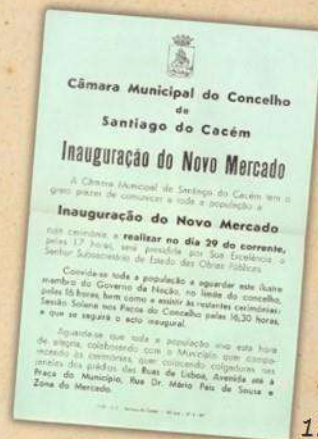 Câmara Municipal do Concelho
de
Santiago do Cacém
Inauguração do Novo Mercado
A Câmara Municipal de Santiago do Cacém tem o
grato prazer de comunicar a toda a população a
Inauguração do Novo Mercado
cuja cerimónia, a realizar no dia 29 do corrente,
pelas 17 horas, será presidida por Sua Excelência o
Senhor Subsecretário de Estado das Obras Públicas.
Convida-se toda a população a aguardar este ilustre
membro do Governo da Nação, no limite do concelho,
pelas 16 horas, bem como a assistir às restantes cerimónias:
Sessão Solene nos Paços do Concelho pelas 16,30 horas,
a que se seguirá o acto inaugural.
Aguarda-se que toda a população viva esta hora
de alegria, colaborando com o Município quer compa-
recendo às cerimónias, quer colocando colgaduras nas
janelas dos prédios das Ruas de Lisboa, Avenida até à
Praça do Município, Rua Dr. Mário Pais de Sousa e
Zona do Mercado.
1.